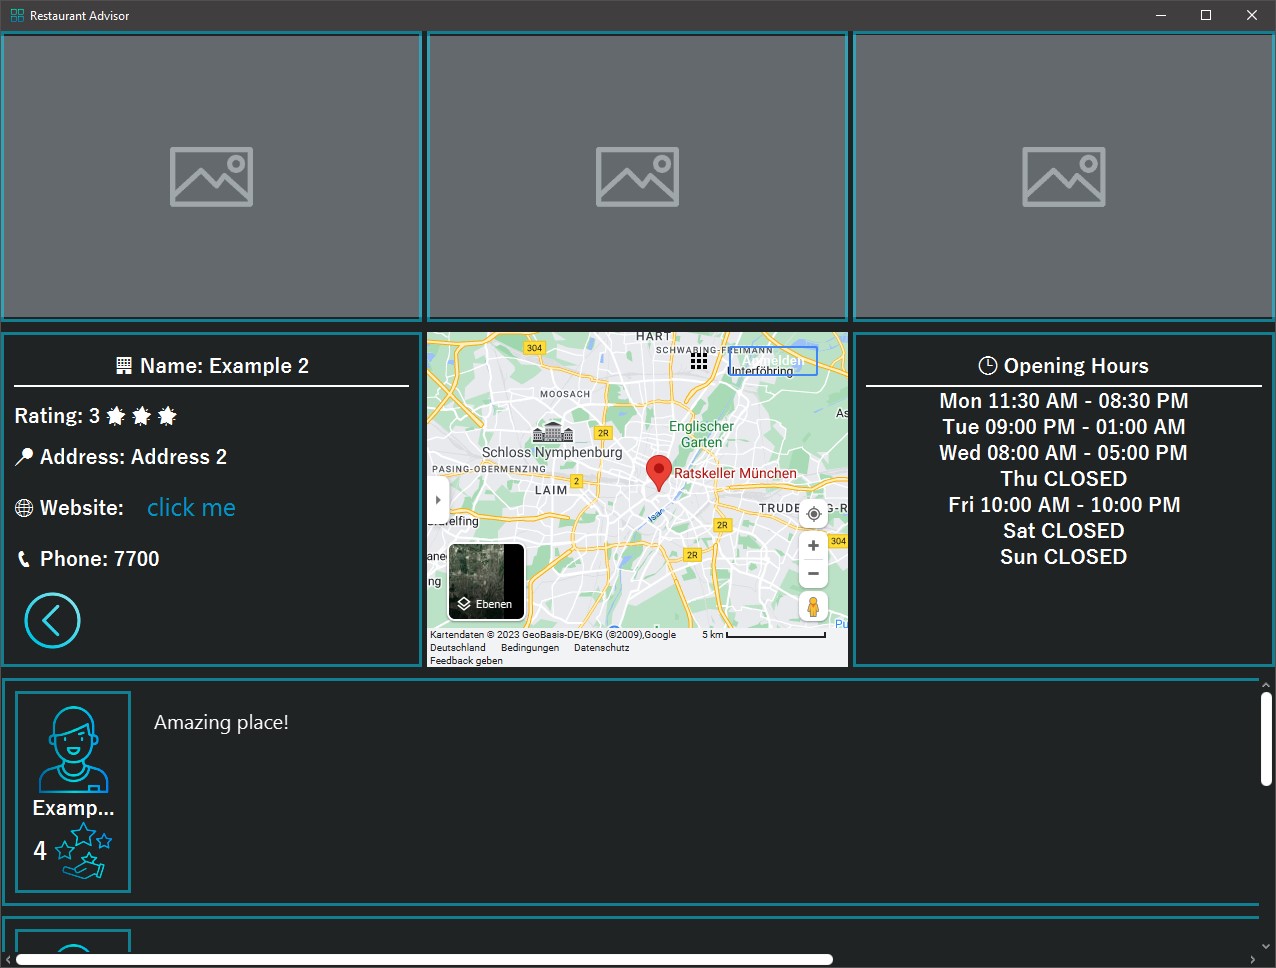 Restaurant Advisor
Name: Example 2
Rating: 3
Address: Address 2
Website: click me
Phone: 7700
HART
304
SCHWABING-FREIMANN
Anmelden
Unterföhring
MOOSACH
As
2R
Englischer
Garten
Schloss Nymphenburg
PASING-OBERMENZING
Ratskeller München
2
LAIM
TRUDE
G-R
Isar
elfing
2R
304
ane
2R
ng
Ebenen
Pu
Kartendaten © 2023 GeoBasis-DE/BKG (©2009),Google
5 km
Deutschland Bedingungen Datenschutz
Feedback geben
Opening Hours
Mon 11:30 AM - 08:30 PM
Tue 09:00 PM - 01:00 AM
Wed 08:00 AM - 05:00 PM
Thu CLOSED
Fri 10:00 AM - 10:00 PM
Sat CLOSED
Sun CLOSED
Amazing place!
Examp...
4